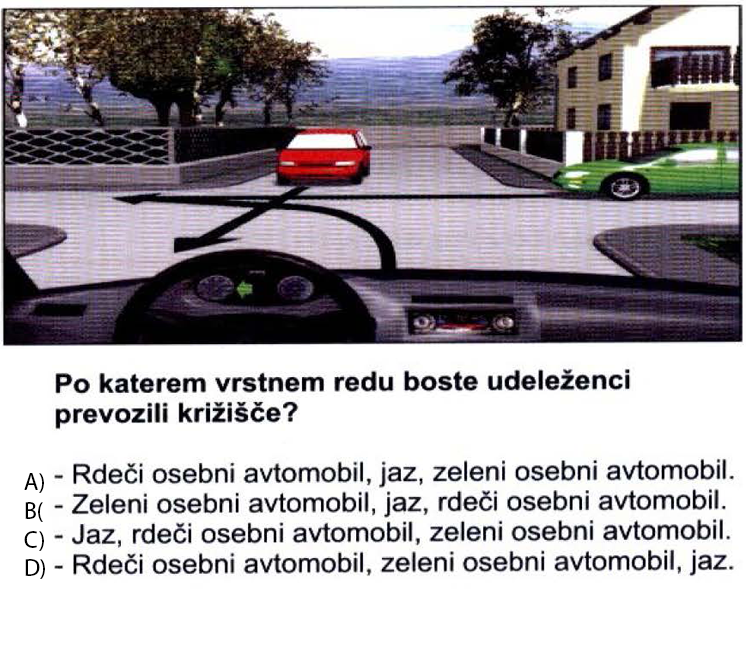 Po katerem vrstnem redu boste udeleženci
prevozili križišče?
A) - Rdeči osebni avtomobil, jaz, zeleni osebni avtomobil.
B( - Zeleni osebni avtomobil, jaz, rdeči osebni avtomobil.
C) - Jaz, rdeči osebni avtomobil, zeleni osebni avtomobil.
D) - Rdeči osebni avtomobil, zeleni osebni avtomobil, jaz.